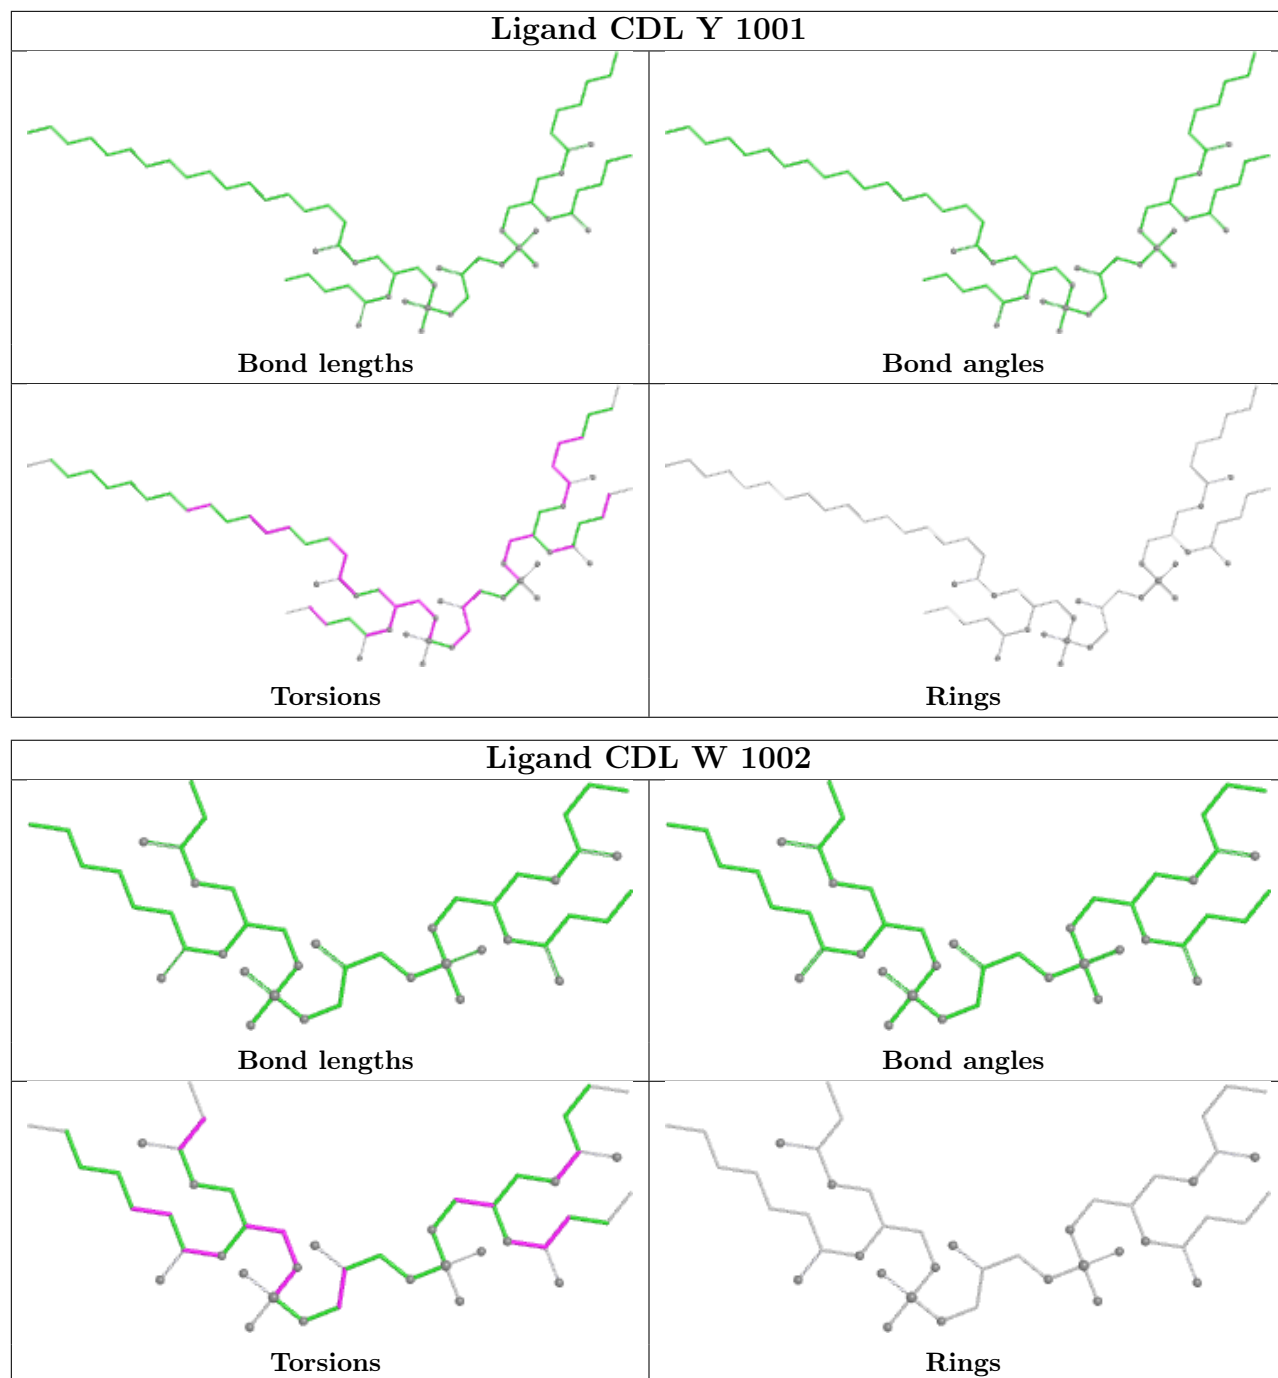 Ligand CDL Y 1001
Bond lengths
Bond angles
Torsions
Rings
Ligand CDL W 1002
Bond lengths
Bond angles
Torsions
Rings